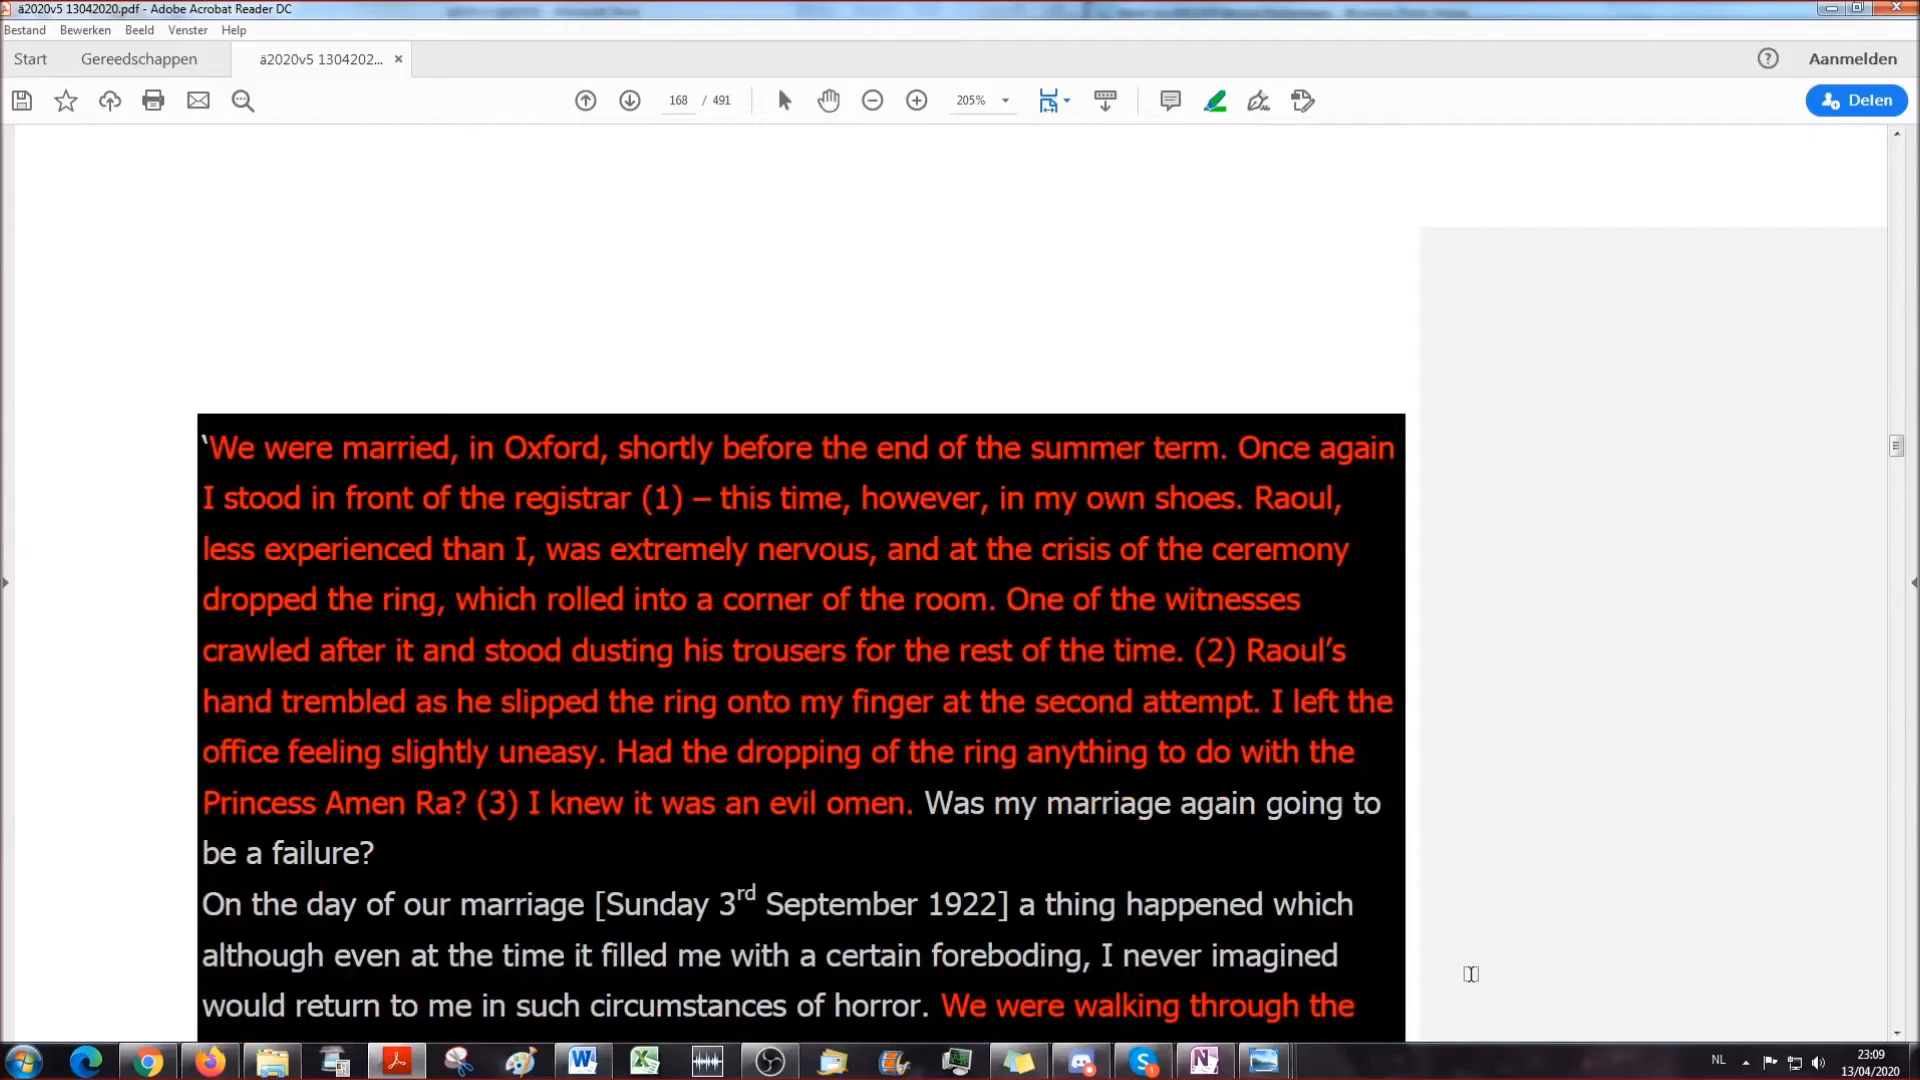 ä2020v5 13042020.pdf - Adobe Acrobat Reader DC
Bestand Bewerken Beeld Venster Help
Start Gereedschappen ä2020v5 1304202... × Aanmelden
168 / 491 205% Delen
‘We were married, in Oxford, shortly before the end of the summer term. Once again
I stood in front of the registrar (1) – this time, however, in my own shoes. Raoul,
less experienced than I, was extremely nervous, and at the crisis of the ceremony
dropped the ring, which rolled into a corner of the room. One of the witnesses
crawled after it and stood dusting his trousers for the rest of the time. (2) Raoul’s
hand trembled as he slipped the ring onto my finger at the second attempt. I left the
office feeling slightly uneasy. Had the dropping of the ring anything to do with the
Princess Amen Ra? (3) I knew it was an evil omen. Was my marriage again going to
be a failure?
On the day of our marriage [Sunday 3rd September 1922] a thing happened which
although even at the time it filled me with a certain foreboding, I never imagined
would return to me in such circumstances of horror. We were walking through the
NL 23:09
13/04/2020